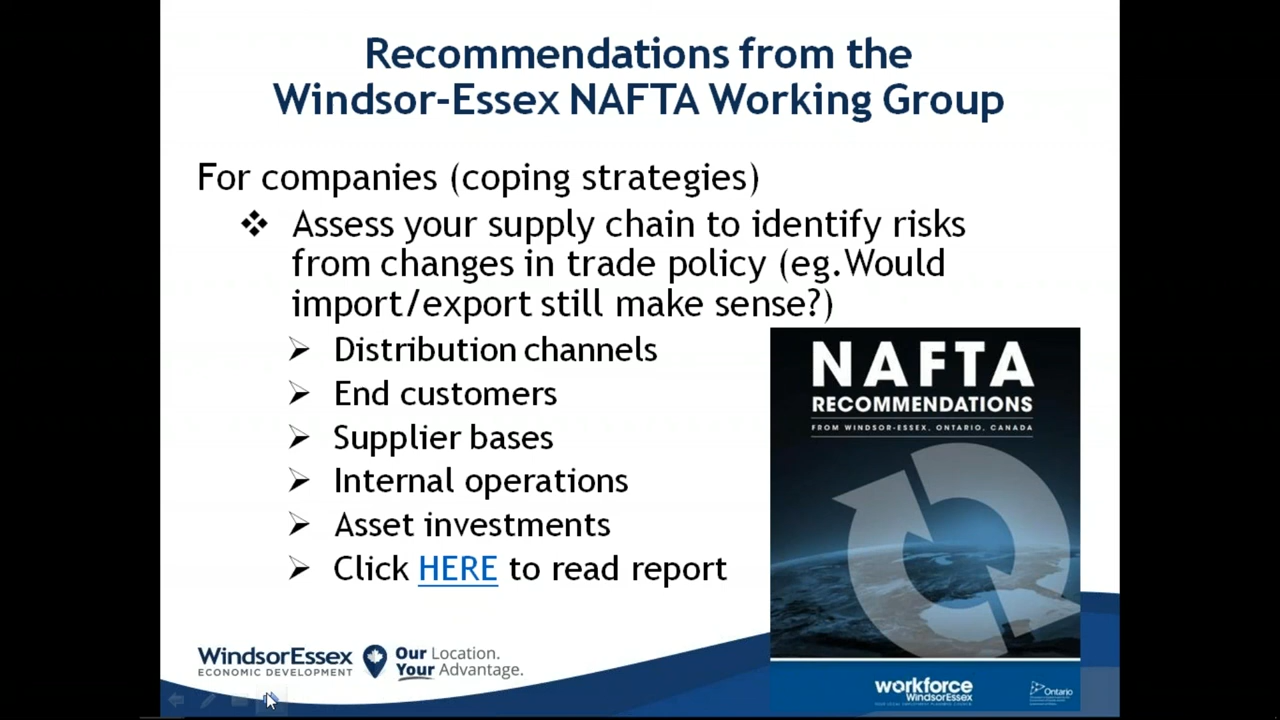 Recommendations from the
Windsor-Essex NAFTA Working Group
For companies (coping strategies)
Assess your supply chain to identify risks
from changes in trade policy (eg.Would
import/export still make sense?)
Distribution channels
End customers
Supplier bases
Internal operations
Asset investments
Click HERE to read report
NAFTA
RECOMMENDATIONS
FROM WINDSOR-ESSEX, ONTARIO, CANADA
WindsorEssex
ECONOMIC DEVELOPMENT
Our Location.
Your Advantage.
workforce
WindsorEssex
Ontario